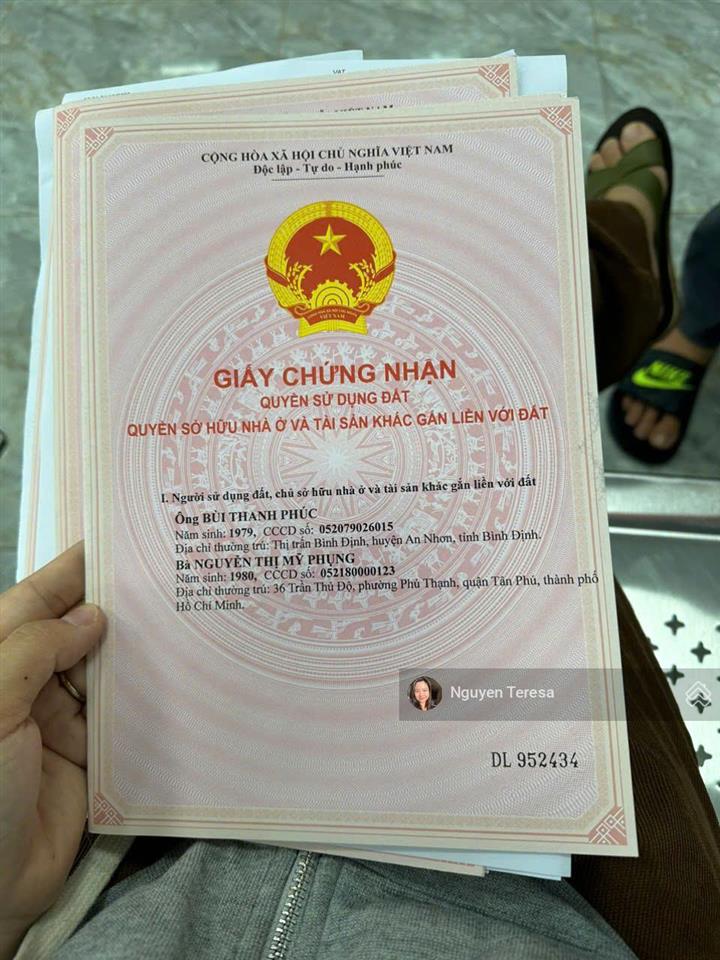 VAT
CỘNG HÒA XÃ HỘI CHỦ NGHĨA VIỆT NAM
Độc lập - Tự do - Hạnh phúc
VIỆT NAM
GIẤY CHỨNG NHẬN
QUYỀN SỬ DỤNG ĐẤT
QUYỀN SỞ HỮU NHÀ Ở VÀ TÀI SẢN KHÁC GẮN LIỀN VỚI ĐẤT
I. Người sử dụng đất, chủ sở hữu nhà ở và tài sản khác gắn liền với đất
Ông BÙI THANH PHÚC
Năm sinh: 1979, CCCD số: 052079026015
Địa chỉ thường trú: Thị trấn Bình Định, huyện An Nhơn, tỉnh Bình Định.
Bà NGUYỄN THỊ MỸ PHỤNG
Năm sinh: 1980, CCCD số: 052180000123
Địa chỉ thường trú: 36 Trần Thủ Độ, phường Phú Thạnh, quận Tân Phú, thành phố
Hồ Chí Minh.
Nguyen Teresa
DL 952434